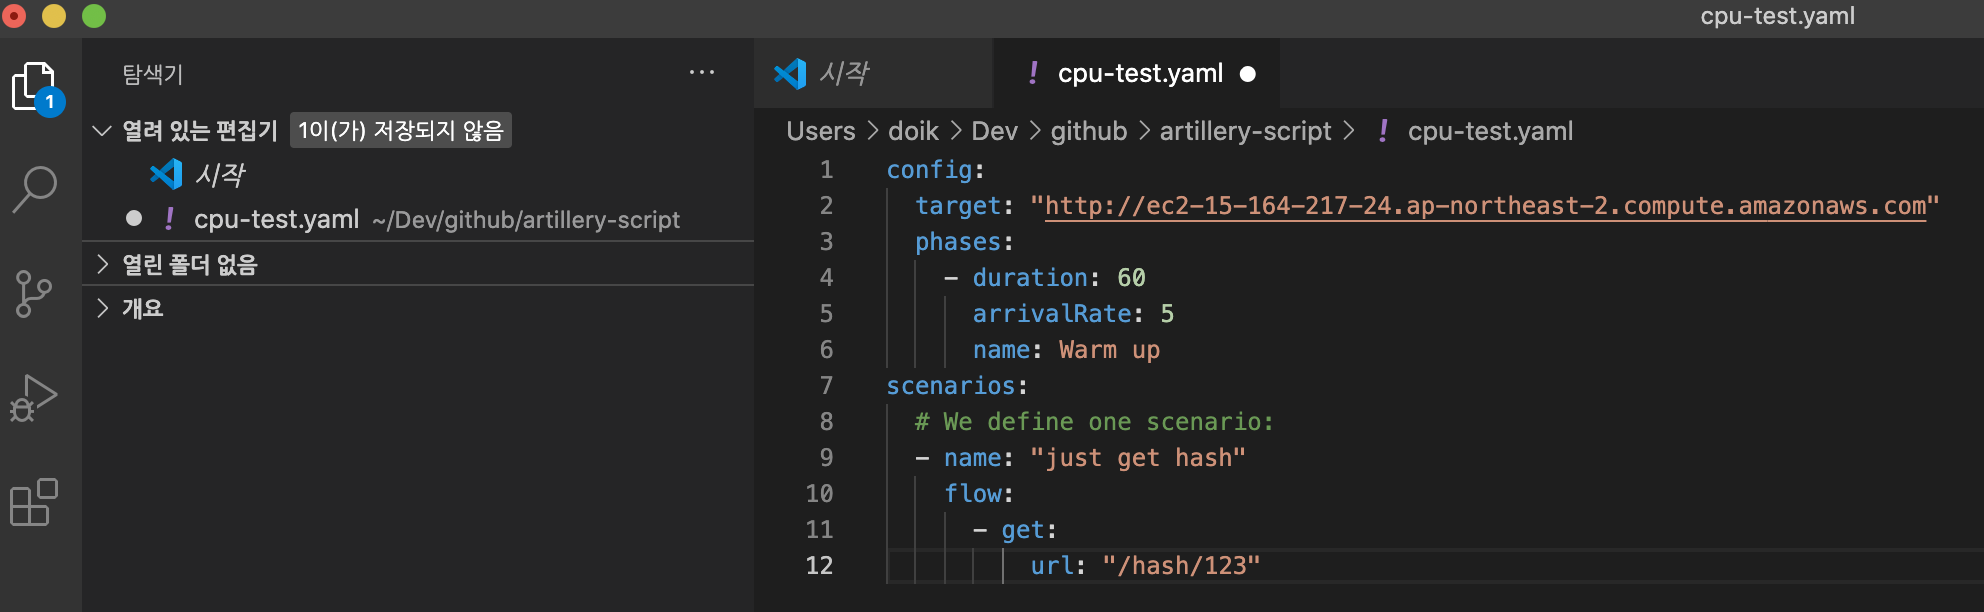 cpu-test.yaml
탐색기
···
1
열려 있는 편집기 1이(가) 저장되지 않음
시작
! cpu-test.yaml ~/Dev/github/artillery-script
열린 폴더 없음
개요
시작
! cpu-test.yaml
Users > doik > Dev > github > artillery-script > ! cpu-test.yaml
1 config:
2   target: "http://ec2-15-164-217-24.ap-northeast-2.compute.amazonaws.com"
3   phases:
4     - duration: 60
5       arrivalRate: 5
6       name: Warm up
7 scenarios:
8   # We define one scenario:
9   - name: "just get hash"
10     flow:
11       - get:
12           url: "/hash/123"